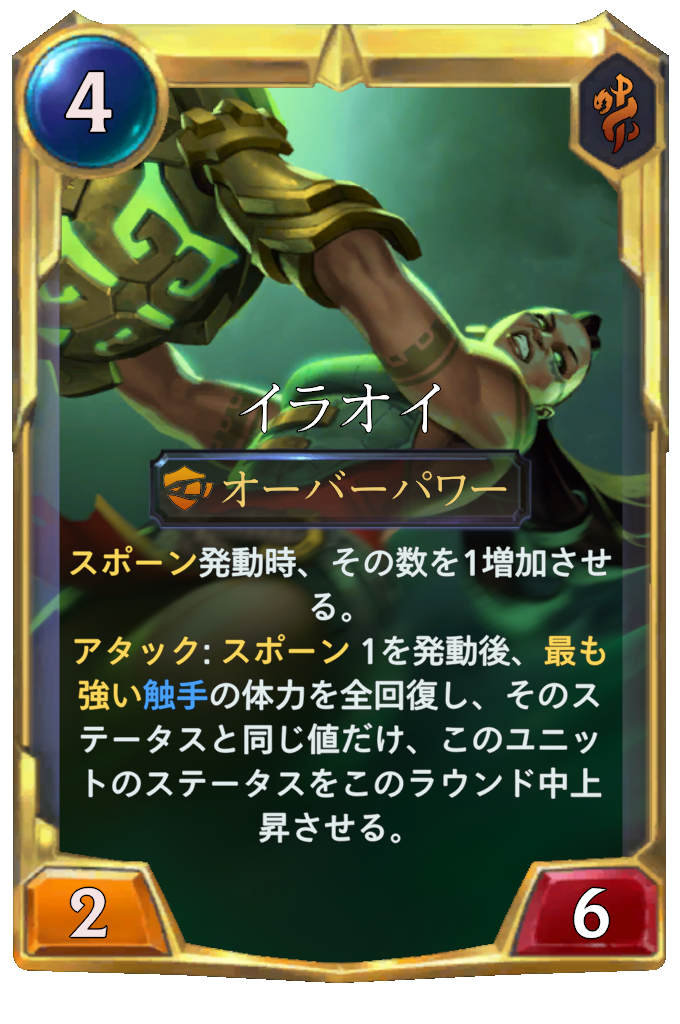 4
イラオイ
オーバーパワー
スポーン発動時、その数を1増加させ
る。
アタック: スポーン 1を発動後、最も
強い触手の体力を全回復し、そのス
テータスと同じ値だけ、このユニッ
トのステータスをこのラウンド中上
昇させる。
2
6